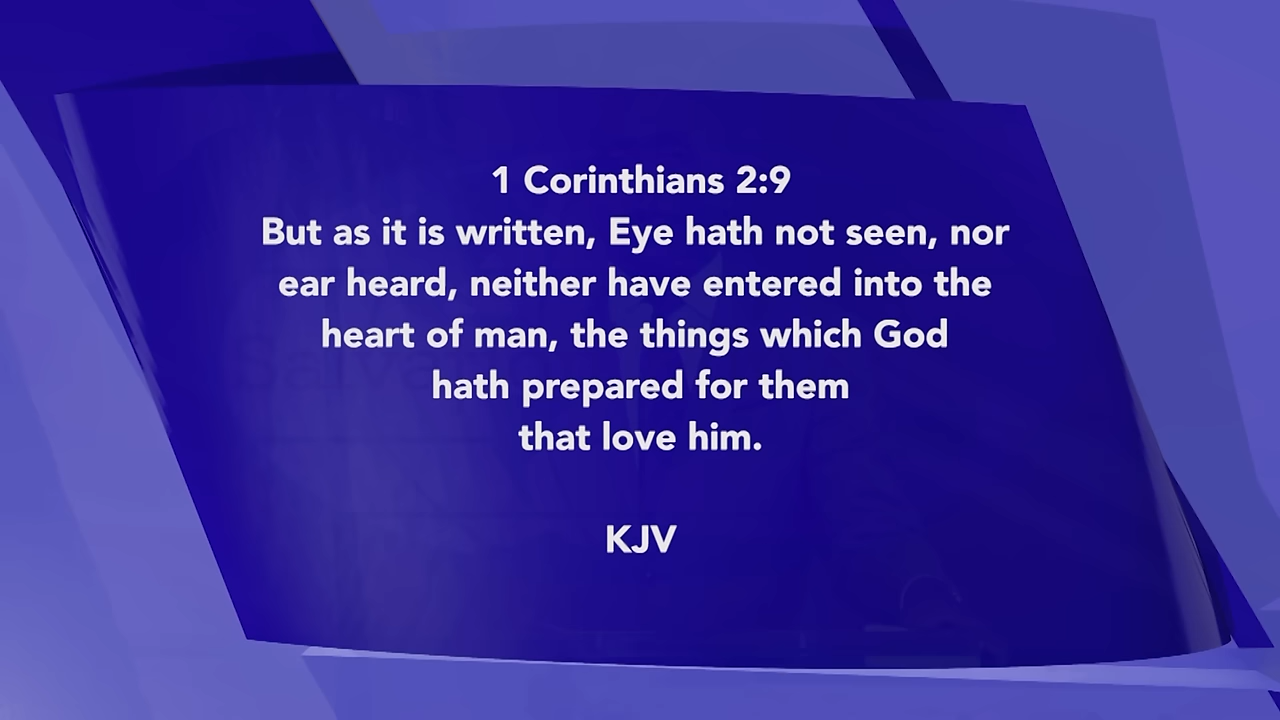 1 Corinthians 2:9
But as it is written, Eye hath not seen, nor
ear heard, neither have entered into the
heart of man, the things which God
hath prepared for them
that love him.
KJV